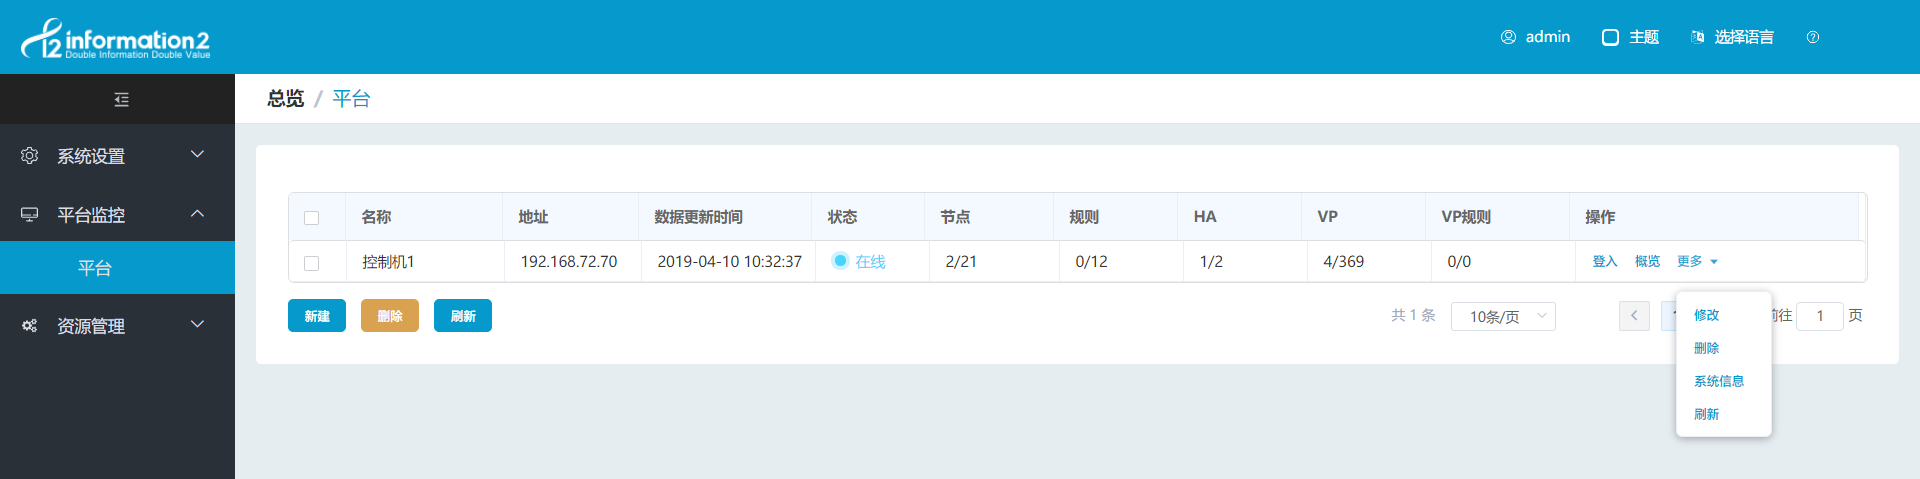 information2
Double Information Double Value
admin 主题 选择语言
总览 / 平台
系统设置
平台监控
平台
资源管理
名称 地址 数据更新时间 状态 节点 规则 HA VP VP规则 操作
控制机1 192.168.72.70 2019-04-10 10:32:37 在线 2/21 0/12 1/2 4/369 0/0 登入 概览 更多
新建 删除 刷新
共 1 条 10条/页 前往 1 页
修改
删除
系统信息
刷新